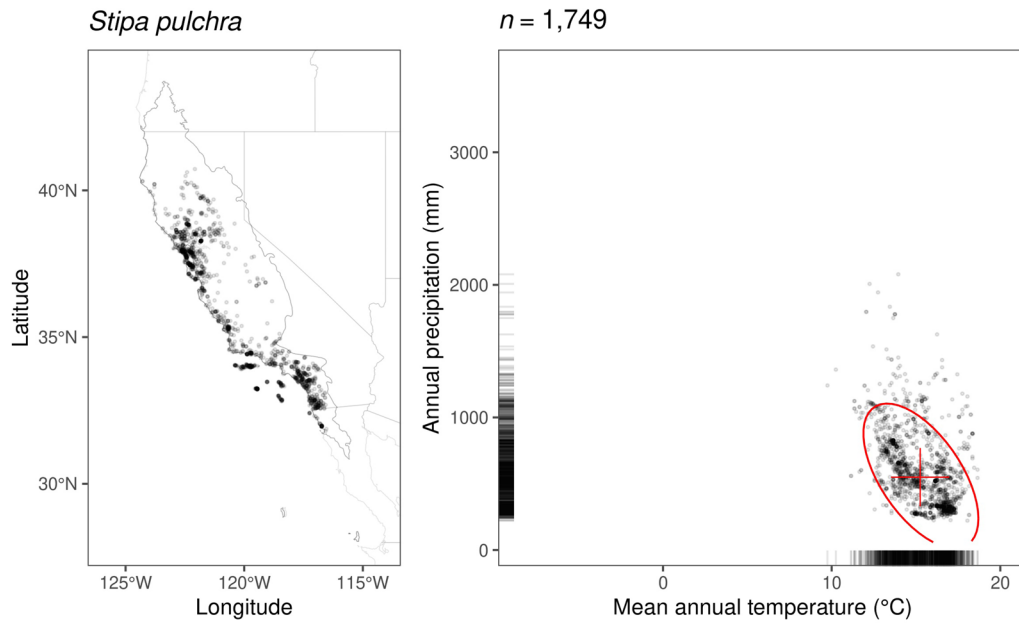 Stipa pulchra
n = 1,749
40°N
35°N
30°N
Latitude
125°W 120°W 115°W
Longitude
3000
2000
1000
0
Annual precipitation (mm)
0 10 20
Mean annual temperature (°C)